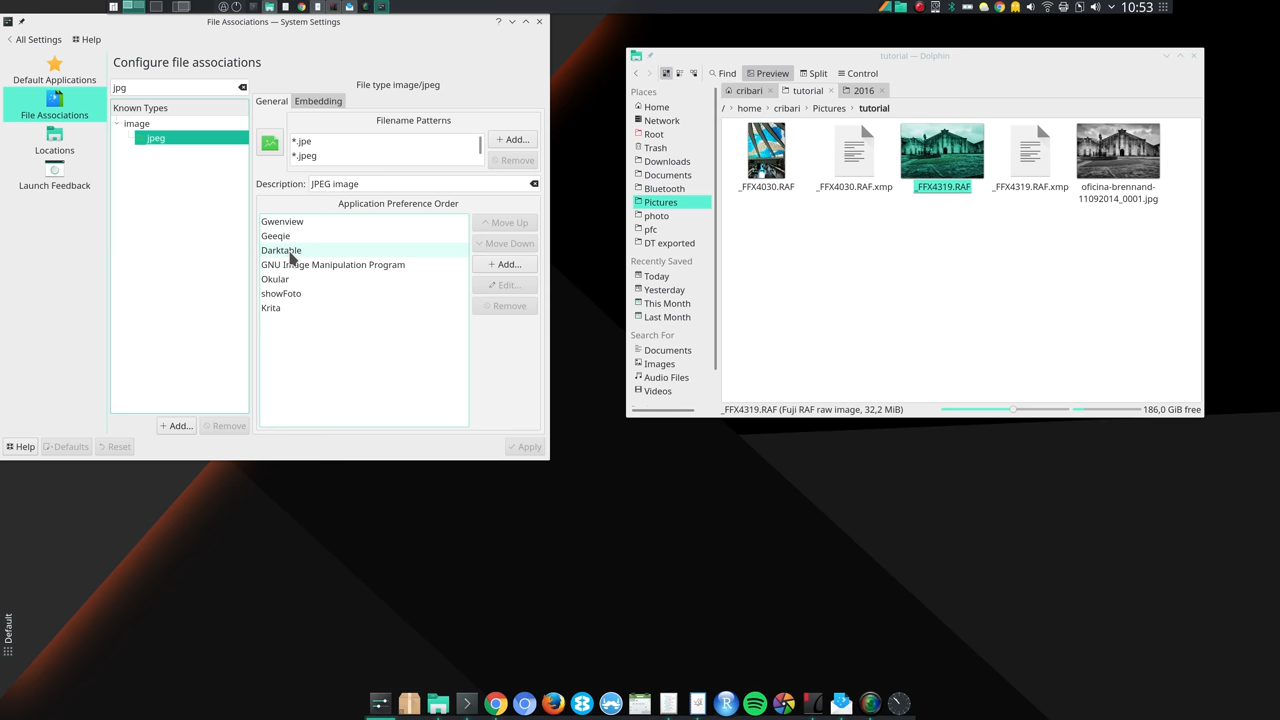 10:53
File Associations — System Settings
All Settings
Help
Default Applications
File Associations
Locations
Launch Feedback
Configure file associations
jpg
Known Types
image
jpeg
Add...
Remove
File type image/jpeg
General
Embedding
Filename Patterns
*.jpe
*.jpeg
Add...
Remove
Description:
JPEG image
Application Preference Order
Gwenview
Geeqie
Darktable
GNU Image Manipulation Program
Okular
showFoto
Krita
Move Up
Move Down
Add...
Edit...
Remove
Help
Defaults
Reset
Apply
tutorial — Dolphin
Find
Preview
Split
Control
cribari
tutorial
2016
/ home cribari Pictures tutorial
Places
Home
Network
Root
Trash
Downloads
Documents
Bluetooth
Pictures
photo
pfc
DT exported
Recently Saved
Today
Yesterday
This Month
Last Month
Search For
Documents
Images
Audio Files
Videos
_FFX4030.RAF
_FFX4030.RAF.xmp
_FFX4319.RAF
_FFX4319.RAF.xmp
oficina-brennand-
11092014_0001.jpg
_FFX4319.RAF (Fuji RAF raw image, 32,2 MiB)
186,0 GiB free
Default